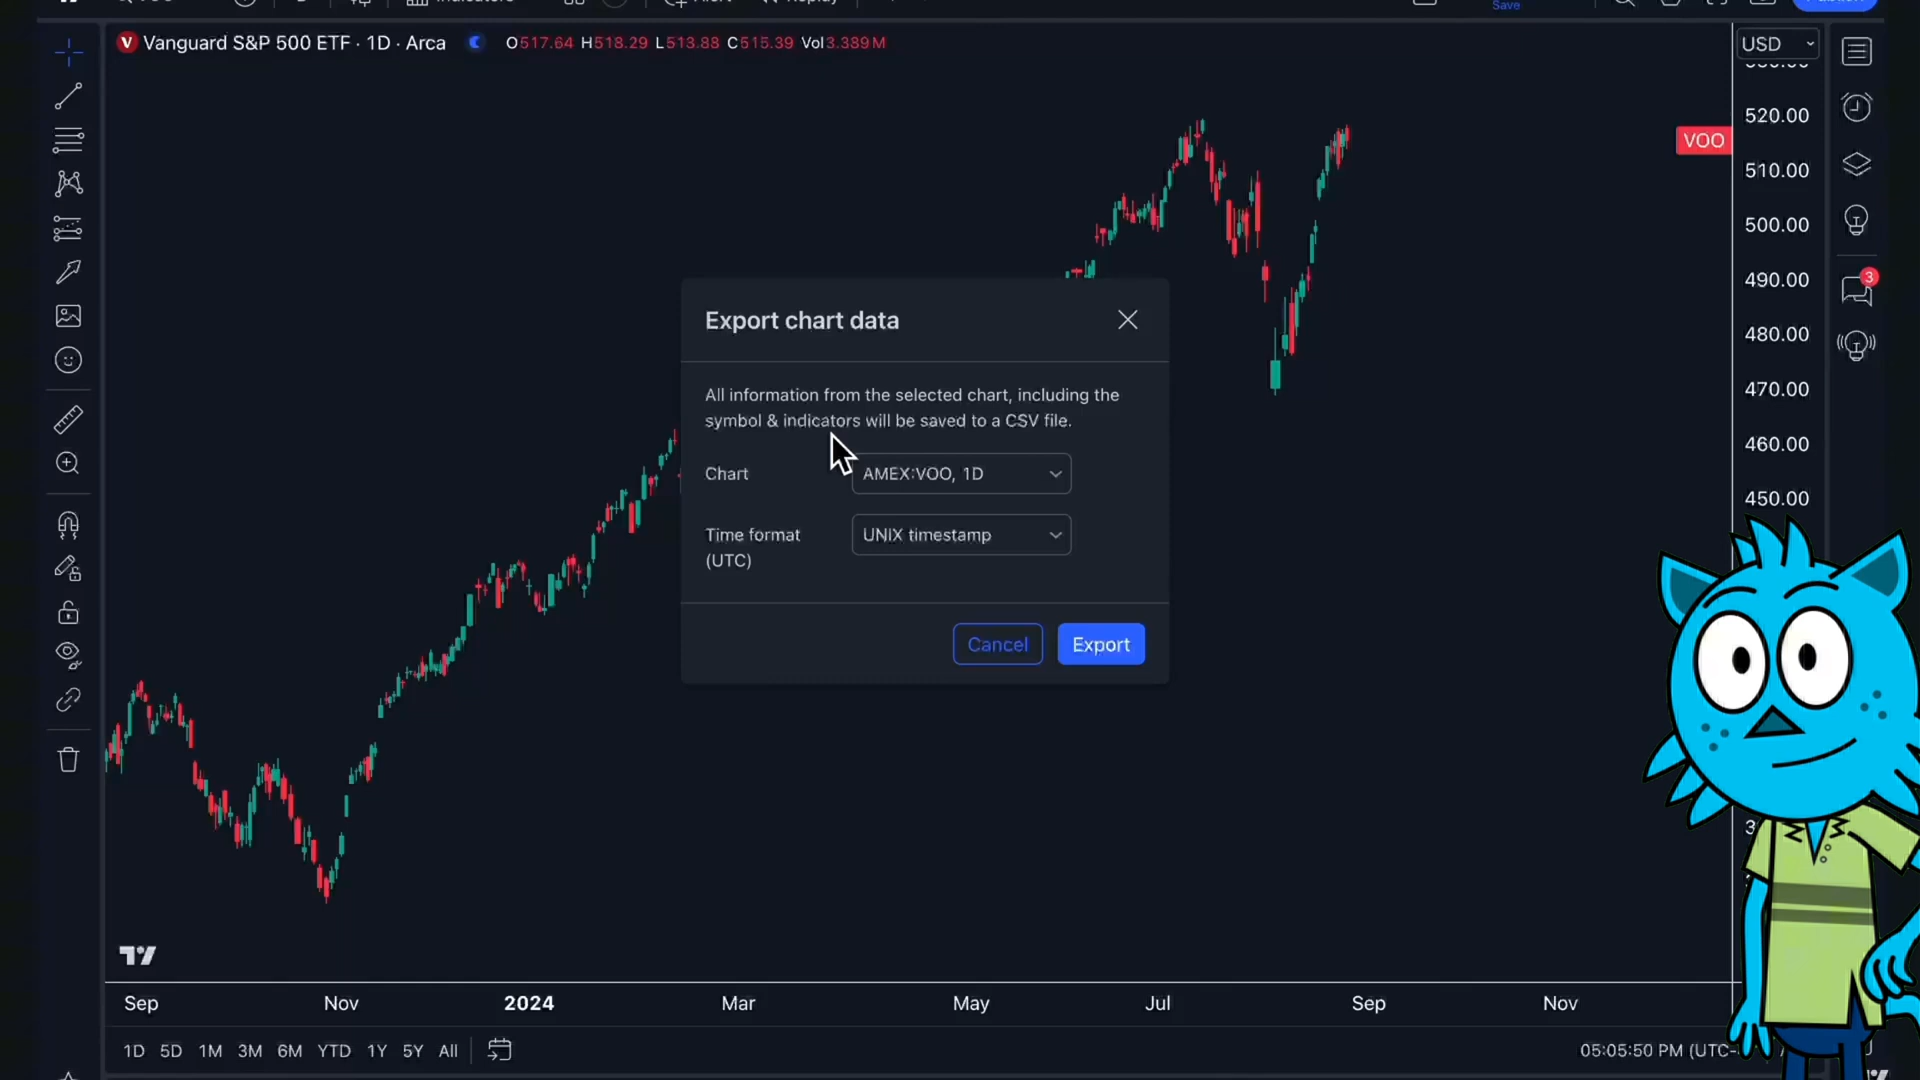 Save
Vanguard S&P 500 ETF · 1D · Arca
O517.64 H518.29 L513.88 C515.39 Vol3.389M
USD
520.00
VOO
510.00
500.00
490.00
3
480.00
470.00
460.00
450.00
Export chart data
All information from the selected chart, including the
symbol & indicators will be saved to a CSV file.
Chart
AMEX:VOO, 1D
Time format
(UTC)
UNIX timestamp
Cancel
Export
Sep
Nov
2024
Mar
May
Jul
Sep
Nov
1D 5D 1M 3M 6M YTD 1Y 5Y All
05:05:50 PM (UTC-